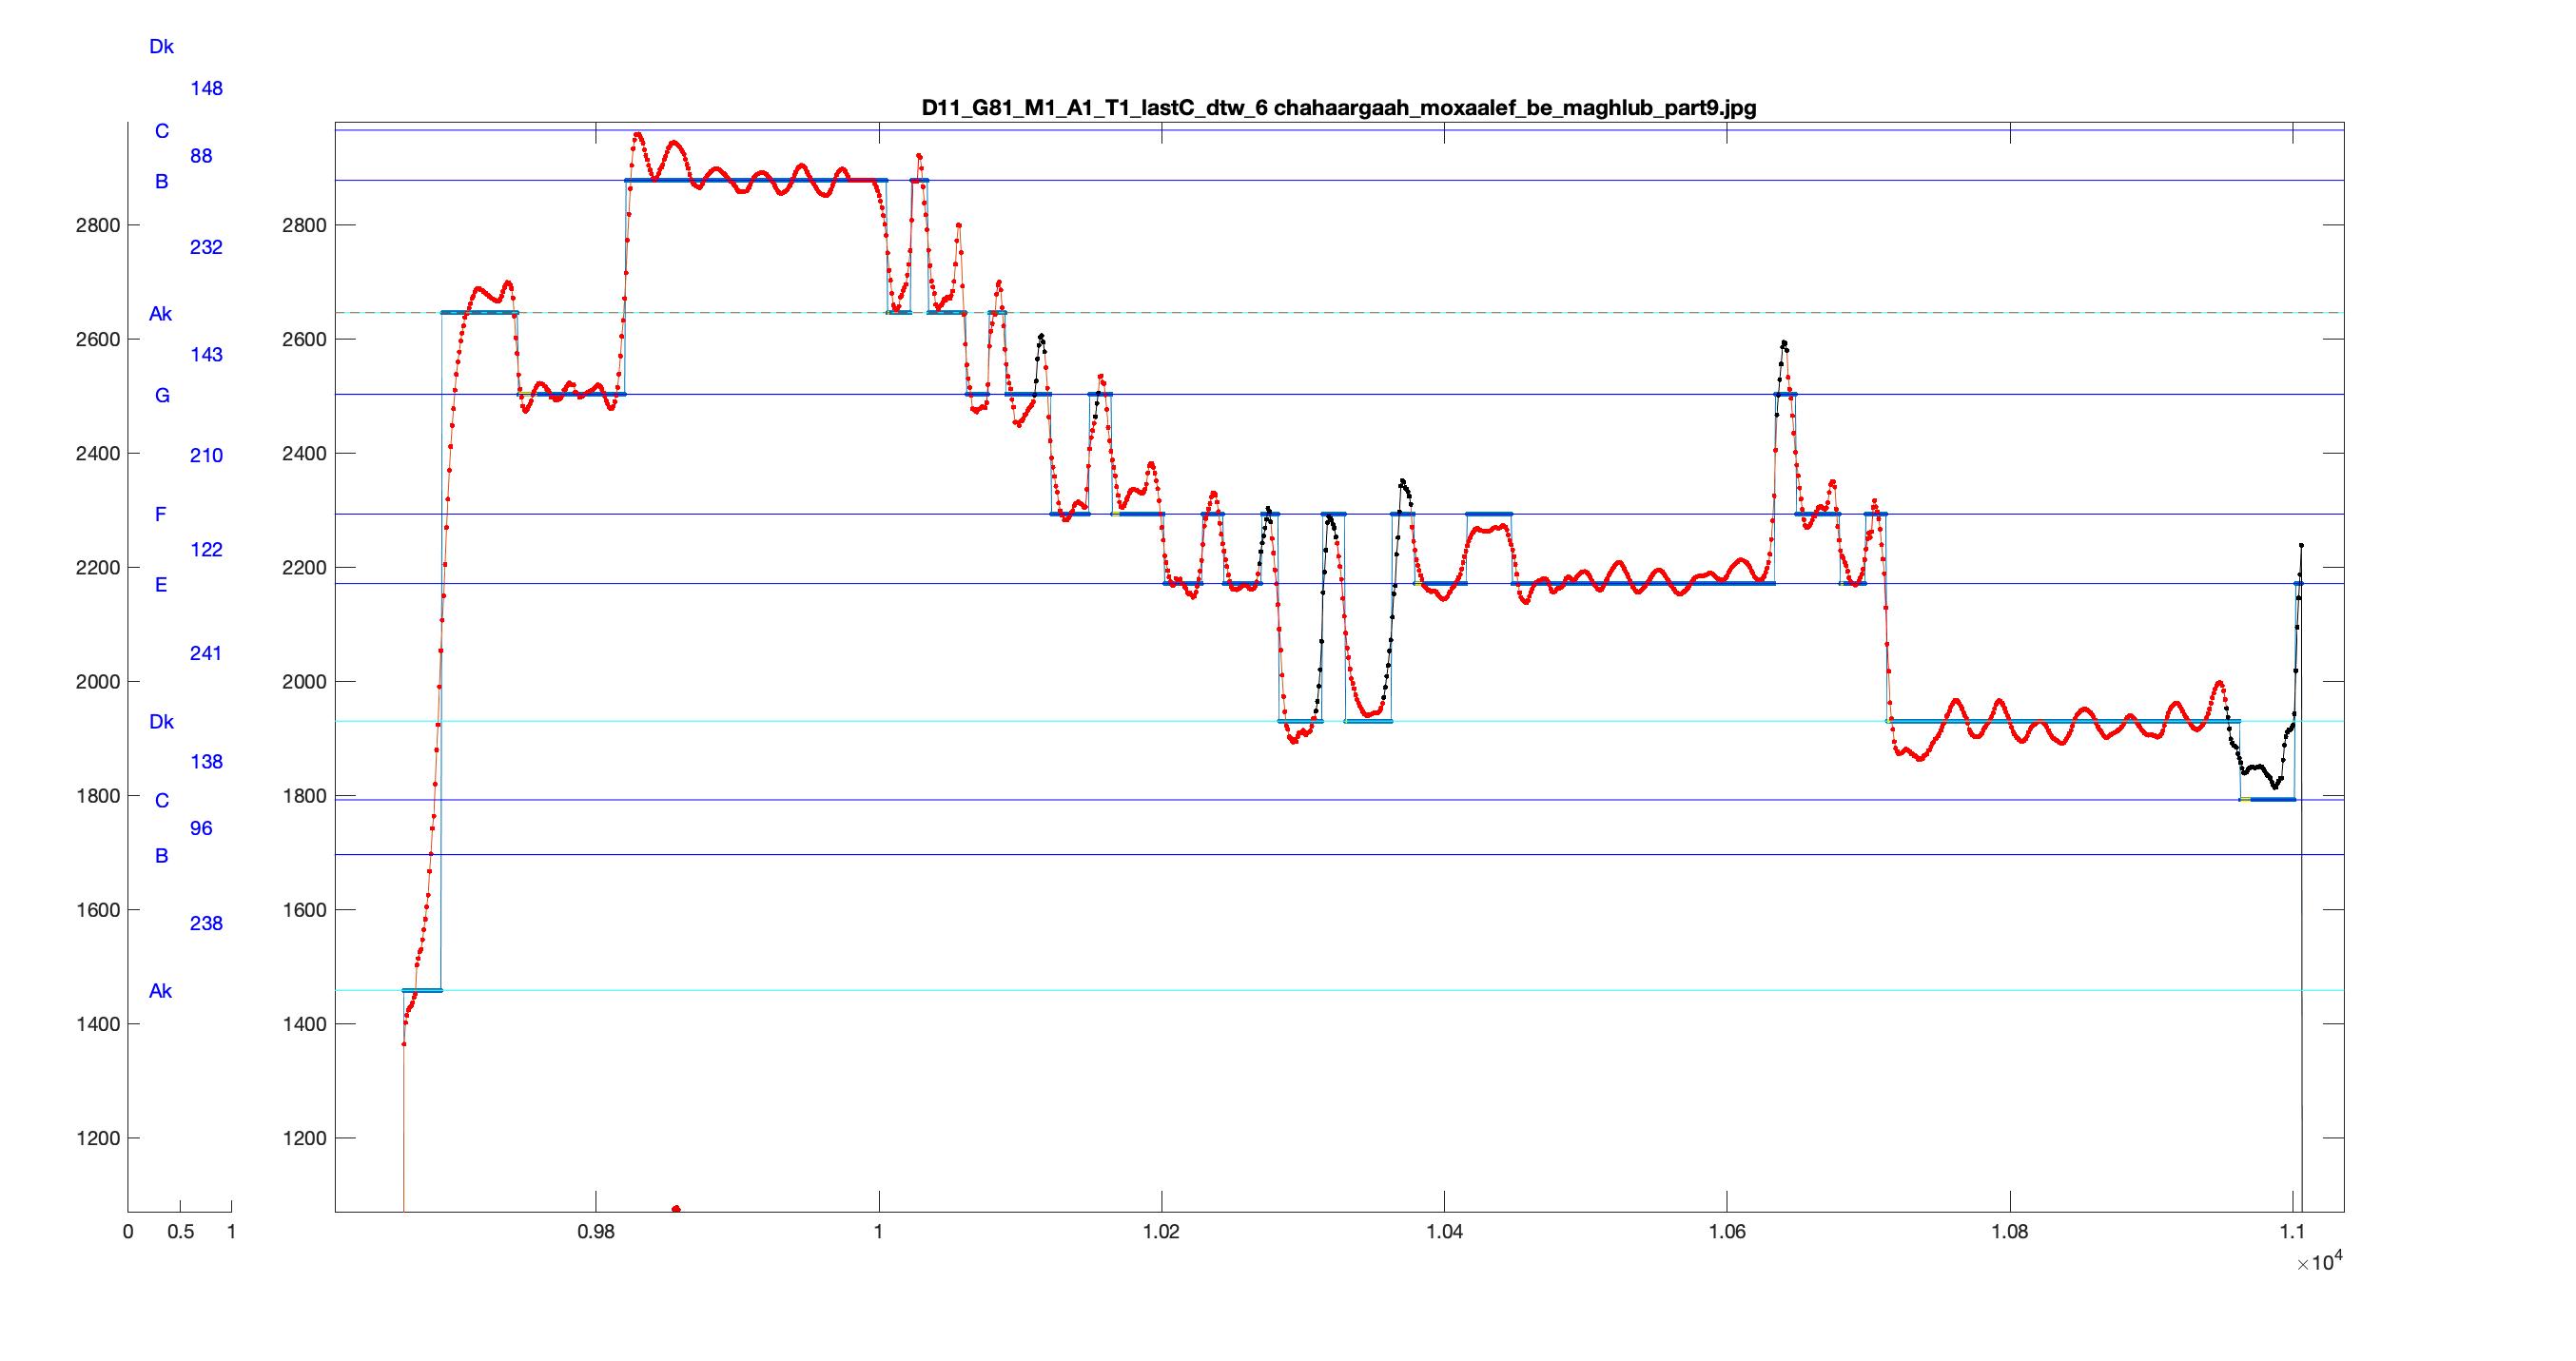 Dk
148
D11_G81_M1_A1_T1_lastC_dtw_6 chahaargaah_moxaalef_be_maghlub_part9.jpg
C
88
B
2800 2800
232
Ak
2600 2600
143
G
210
2400 2400
F
122
2200 2200
E
241
2000 2000
Dk
138
1800 1800
C
96
B
1600 1600
238
Ak
1400 1400
1200 1200
0 0.5 1 0.98 1 1.02 1.04 1.06 1.08 1.1
×10^4